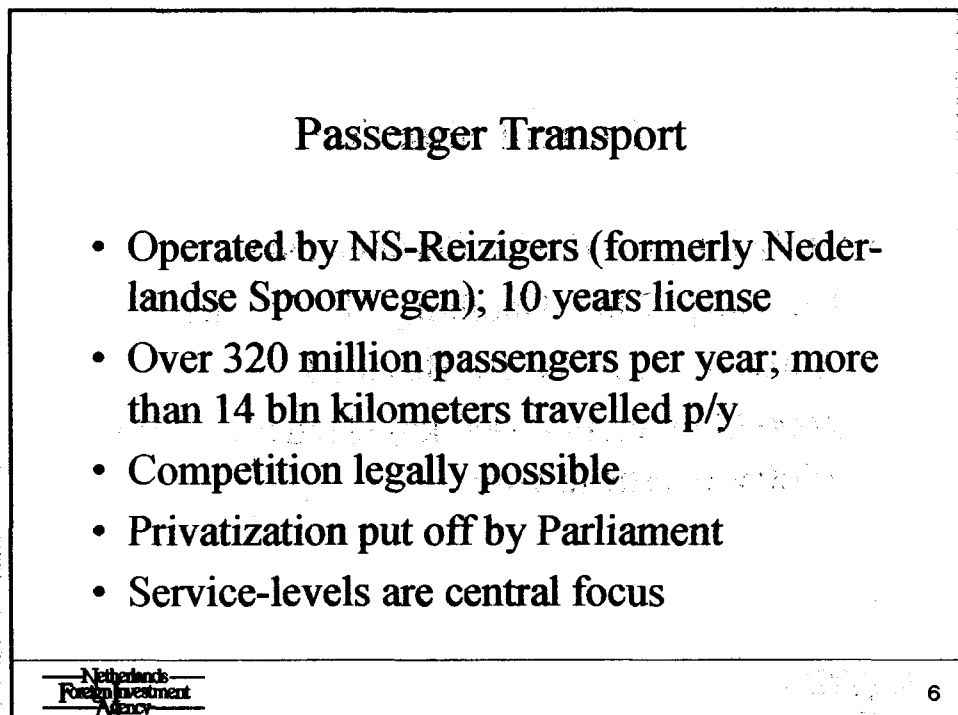 Passenger Transport
• Operated by NS-Reizigers (formerly Neder-
landse Spoorwegen); 10 years license
• Over 320 million passengers per year; more
than 14 bln kilometers travelled p/y
• Competition legally possible
• Privatization put off by Parliament
• Service-levels are central focus
Netherlands
Foreign Investment
Agency
6